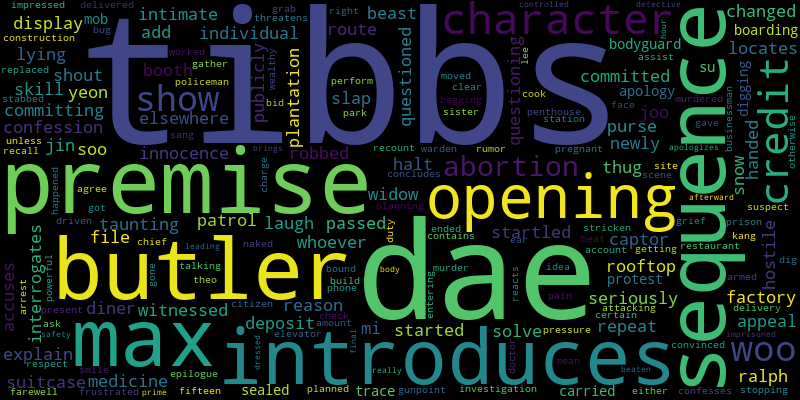 impressed delivered
construction mob
bug
replaced
display
lying
shout
stabbed
skill yeon
committing
confession
unless
recall
jin soo
intimate
add individual
threatens
grab
route
right
beast
detective
controlled
hour
character
changed
boarding
locates
bodyguard
assist
worked
gather
booth
policeman
show
elsewhere
sang
publicly
wealthy
bid
plantation
perform
park
slap
questioned
moved
clear
cook
sister
begging
questioning
lee
penthouse
station
committed
apology
face
joo
purse
newly
murdered
gave
su
snow
digging
businessman
handed
credit
otherwise
tibbs
innocence
robbed
brings
rumor
recount
warden
pregnant
apologizes
premise
happened
agree
got
charge
concludes
halt
widow
abortion
thug
site
scene
afterward
suspect
sequence
opening
planning
taunting
driven
patrol
laugh
passed
startled
stricken
captor
grief
prison
kang
dig
hostile
file
chief
leading
naked
whoever
duty
ended
contains
ear
beat
account
getting
rooftop
protest
restaurant
armed
accuses
interrogates
powerful
butler
gone
talking
theo
bound
build
phone
body
entering
dae
murder
reacts
idea
pain
seriously
attacking
certain
delivery
factory
imprisoned
arrest
present
diner
witnessed
citizen
reason
ask
safety
max
deposit
amount
check
mi
started
solve
pressure
repeat
convinced
appeal
explain
respect
smile
suitcase
medicine
epilogue
dressed
elevator
introduces
final
really
doctor
mean
beaten
woo
ralph
farewell
frustrated
prime
fifteen
sealed
planned
trace
gunpoint
investigation
carried
either
confesses
stopping